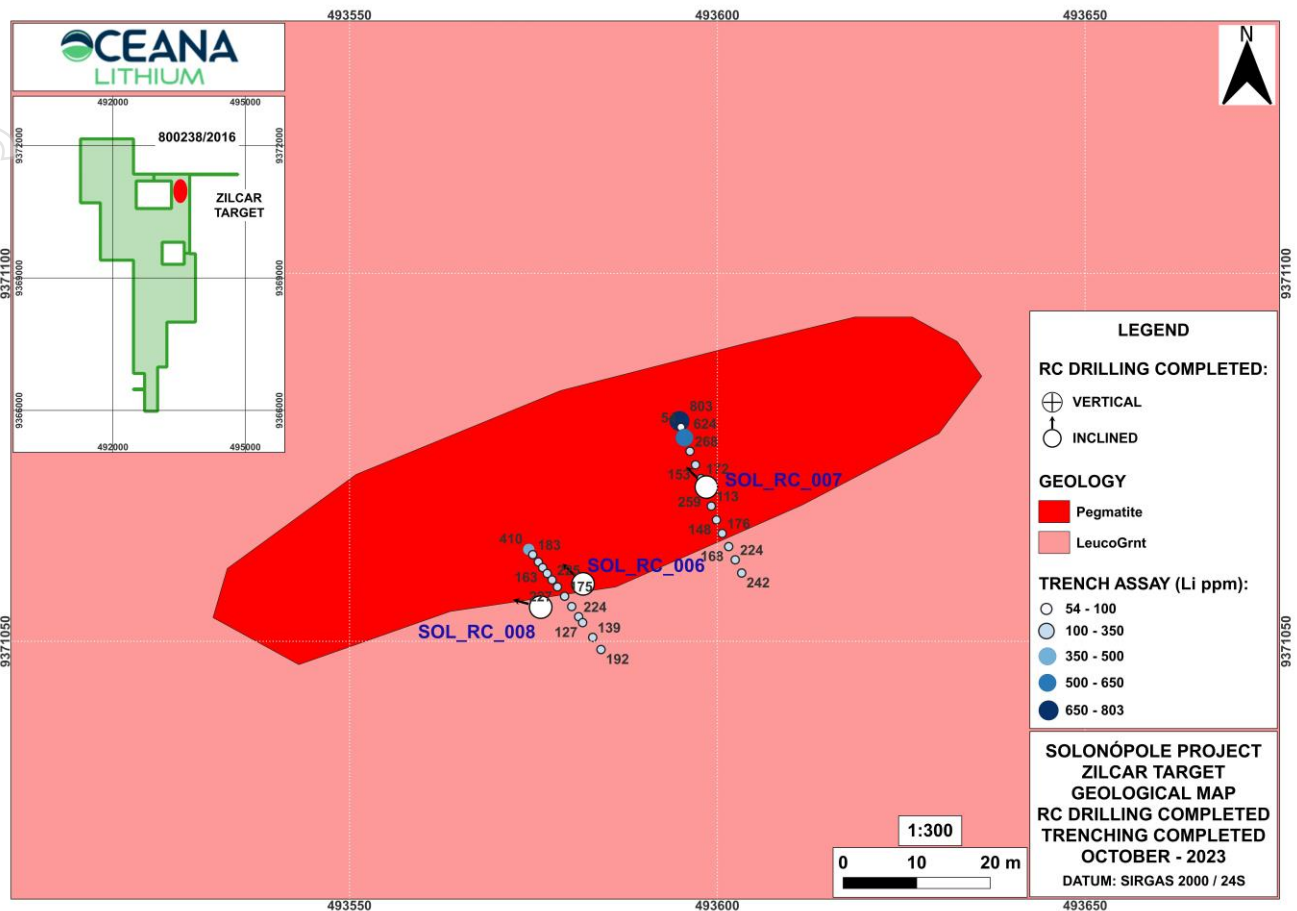 493550
493600
493650
OCEANA
LITHIUM
492000
495000
800238/2016
9372000
9372000
ZILCAR
TARGET
9369000
9369000
9366000
9366000
492000
495000
N
9371100
9371100
803
5
624
268
172
153
SOL_RC_007
259
113
148
176
168
224
242
410
183
163
225
SOL_RC_006
175
227
224
SOL_RC_008
127
139
192
9371050
9371050
LEGEND
RC DRILLING COMPLETED:
VERTICAL
INCLINED
GEOLOGY
Pegmatite
LeucoGrnt
TRENCH ASSAY (Li ppm):
54 - 100
100 - 350
350 - 500
500 - 650
650 - 803
SOLONÓPOLE PROJECT
ZILCAR TARGET
GEOLOGICAL MAP
RC DRILLING COMPLETED
TRENCHING COMPLETED
OCTOBER - 2023
DATUM: SIRGAS 2000 / 24S
1:300
0 10 20 m
493550
493600
493650